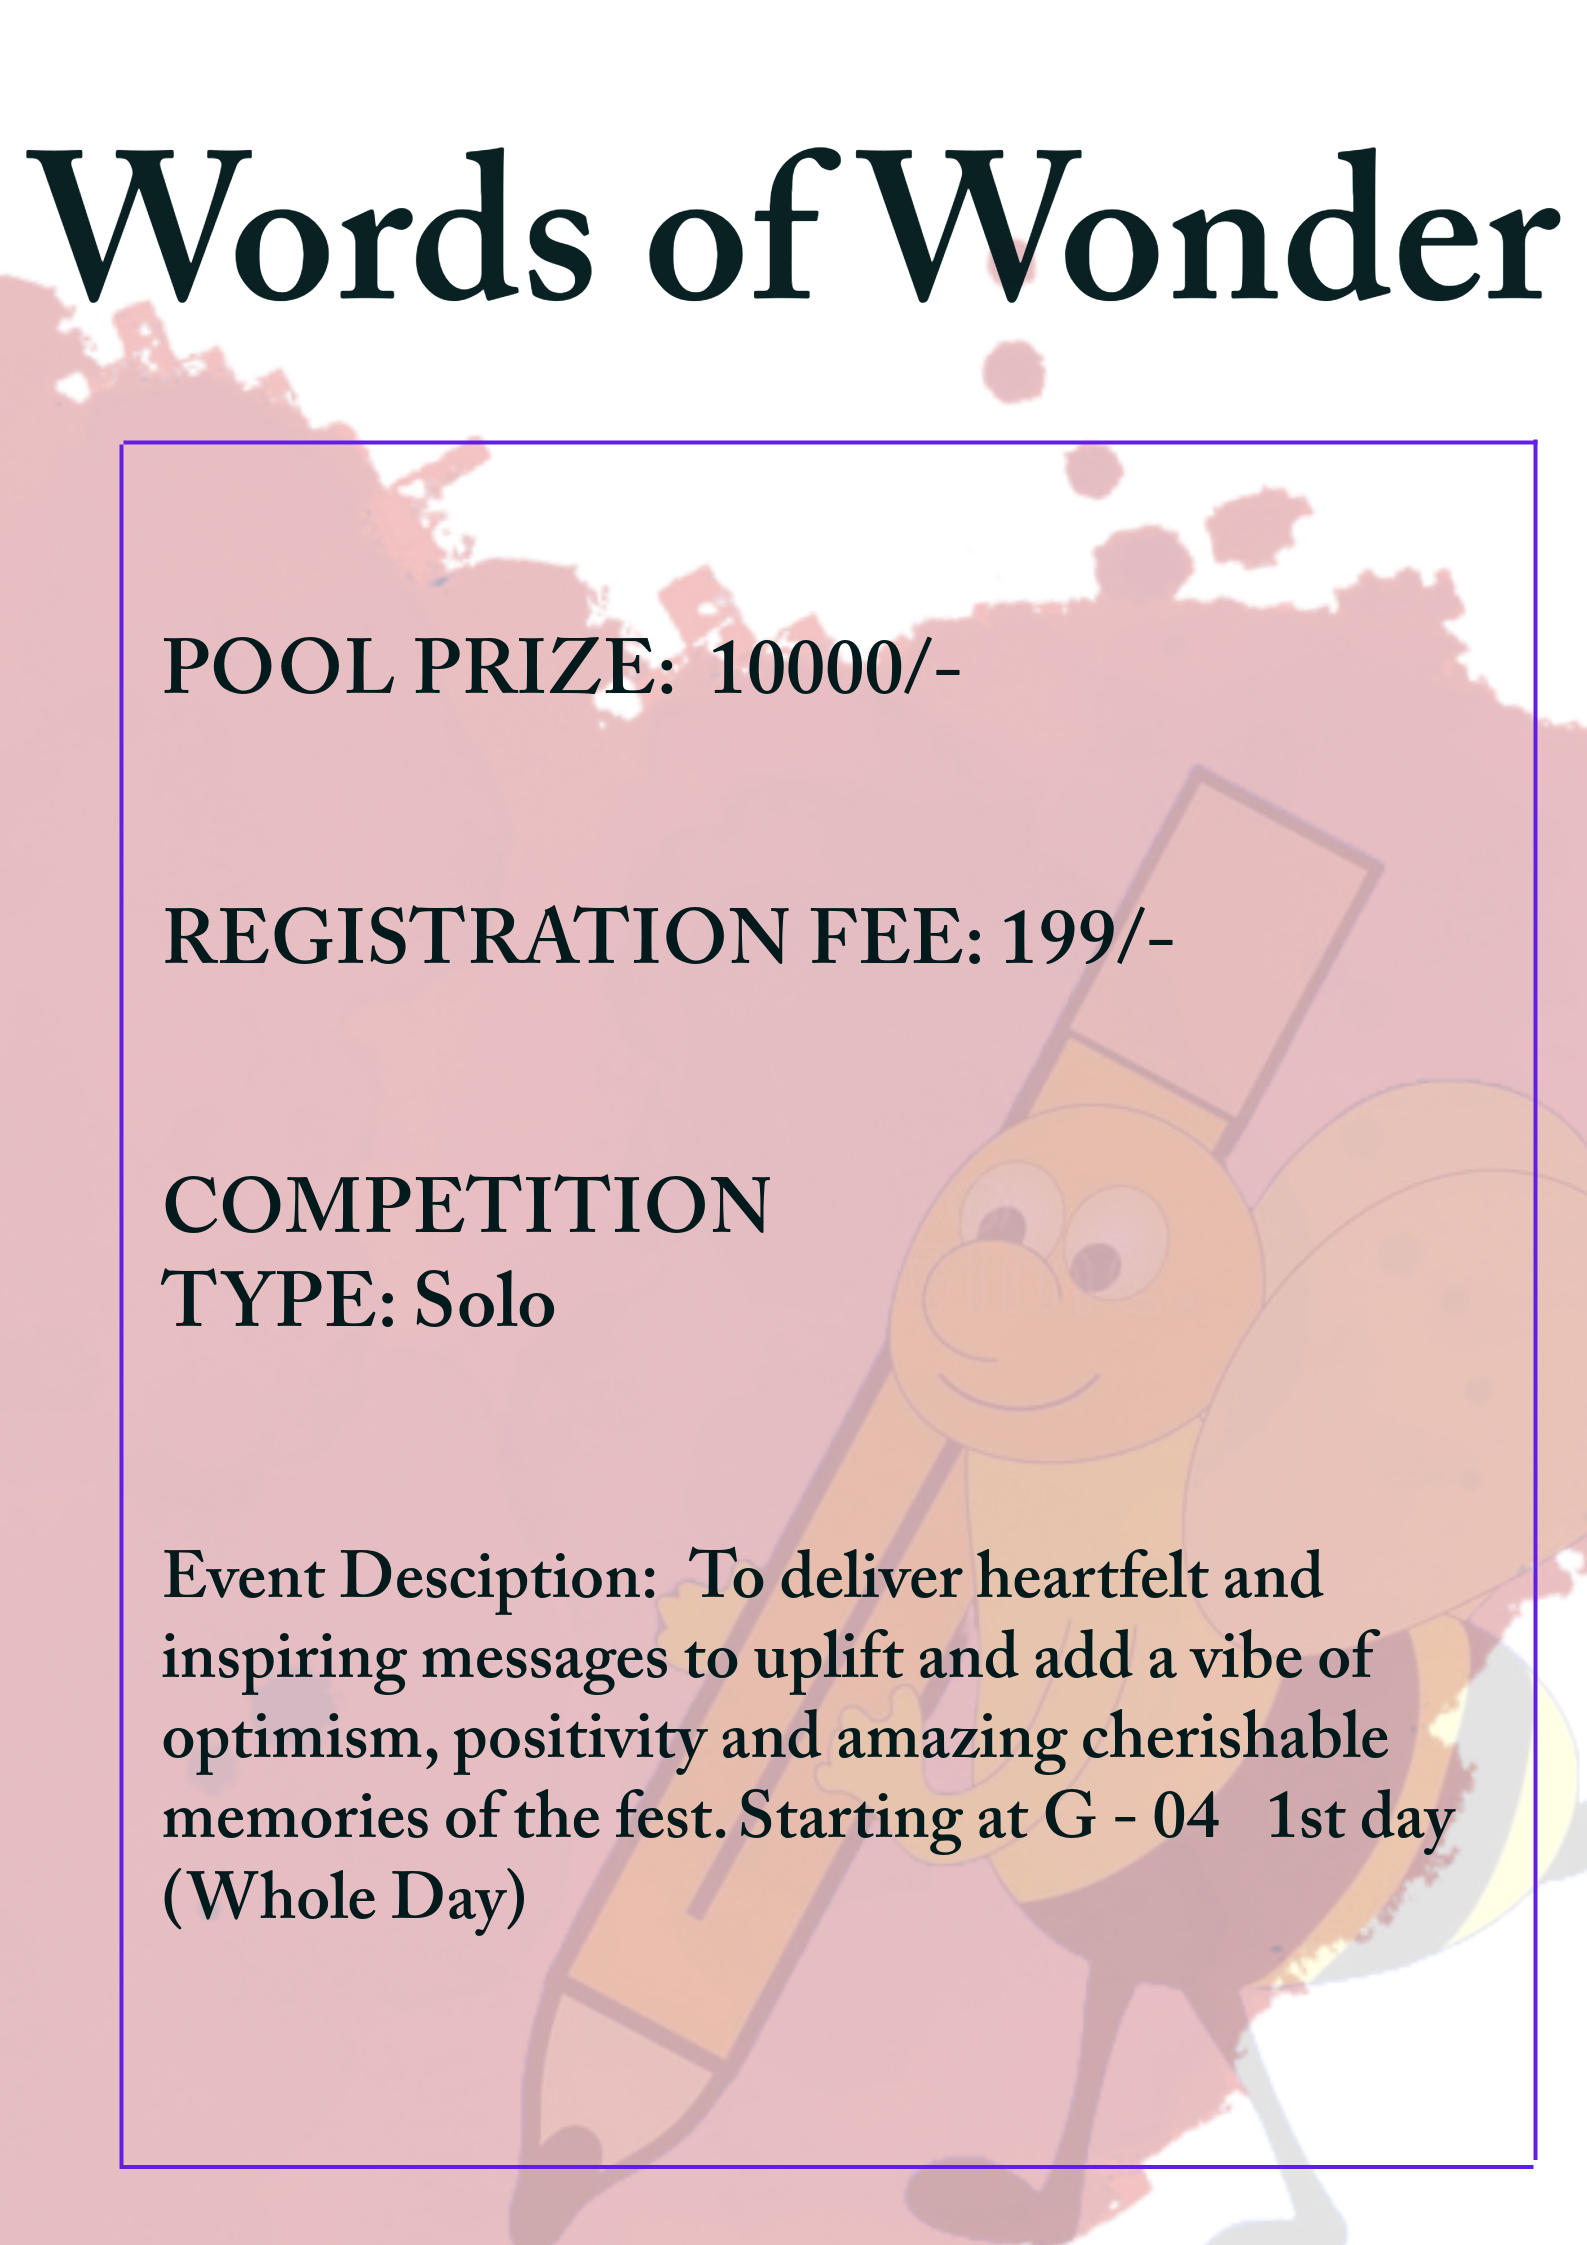 Words of Wonder
POOL PRIZE: 10000/-
REGISTRATION FEE: 199/-
COMPETITION
TYPE: Solo
Event Desciption: To deliver heartfelt and
inspiring messages to uplift and add a vibe of
optimism, positivity and amazing cherishable
memories of the fest. Starting at G - 04 1st day
(Whole Day)